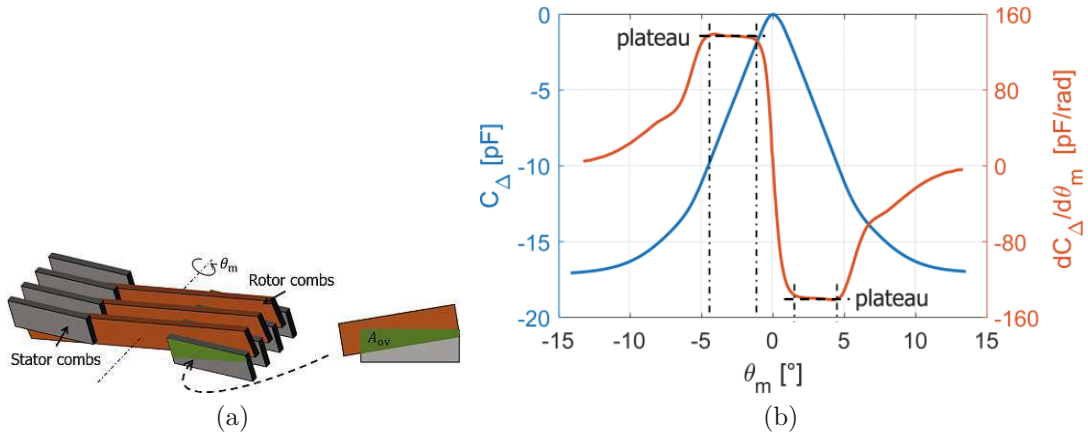 θm
Rotor combs
Stator combs
Aov
(a)
0
-5
-10
-15
-20
CΔ [pF]
plateau
plateau
160
80
0
-80
-160
dCΔ/dθm [pF/rad]
-15 -10 -5 0 5 10 15
θm [°]
(b)